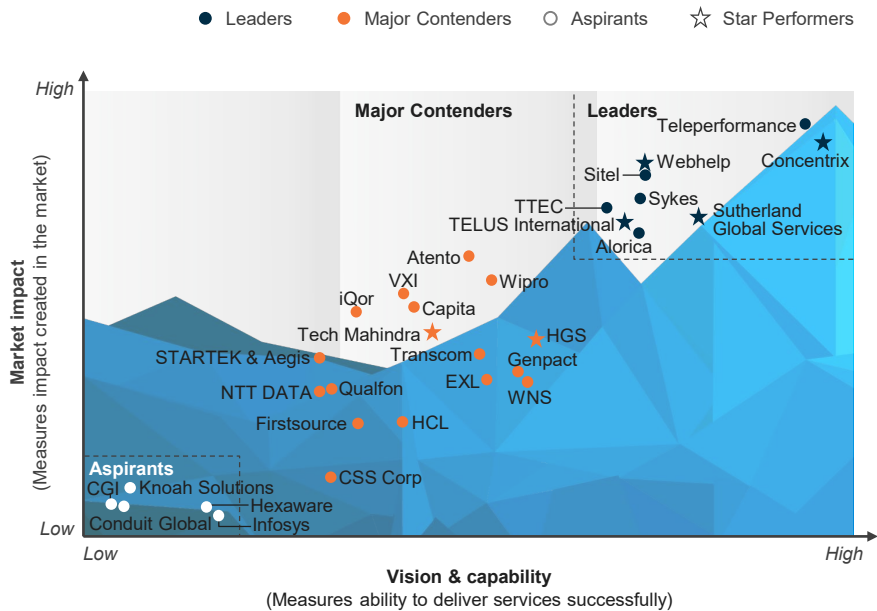 Leaders
Major Contenders
Aspirants
Star Performers
High
Major Contenders
Leaders
Teleperformance
Concentrix
Webhelp
Sitel
Sykes
TTEC
TELUS International
Sutherland
Global Services
Alorica
Atento
Wipro
VXI
iQor
Capita
Tech Mahindra
HGS
STARTEK & Aegis
Transcom
Genpact
NTT DATA
Qualfon
EXL
WNS
Firstsource
HCL
Aspirants
CSS Corp
CGI
Knoah Solutions
Hexaware
Conduit Global
Infosys
Low
Low
High
Market impact
(Measures impact created in the market)
Vision & capability
(Measures ability to deliver services successfully)